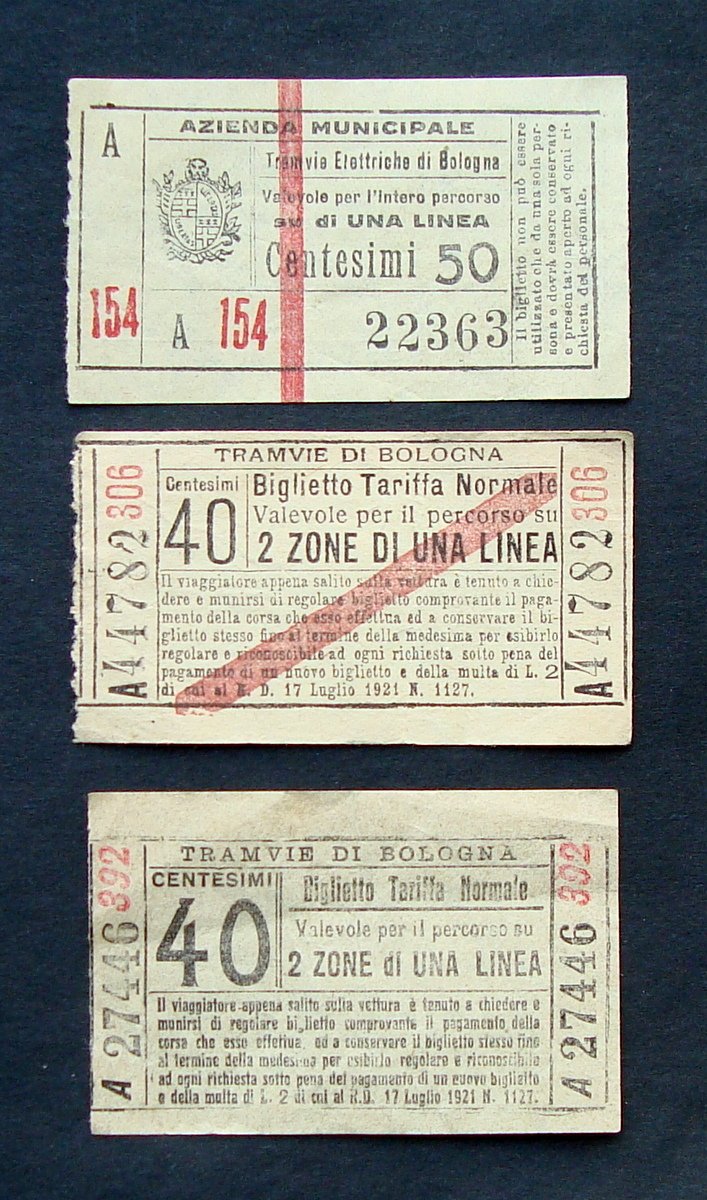 A
AZIENDA MUNICIPALE
Tramvie Elettriche di Bologna
Valevole per l'intero percorso
su di UNA LINEA
Centesimi 50
154
A 154 22363
Il biglietto non può essere
utilizzato che da una sola per-
sona e dovrà essere conservato
e presentato aperto ad ogni ri-
chiesta del personale.
TRAMVIE DI BOLOGNA
A 44782 306
Centesimi
40
Biglietto Tariffa Normale
Valevole per il percorso su
2 ZONE DI UNA LINEA
Il viaggiatore appena salito sulla vettura è tenuto a chie-
dere e munirsi di regolare biglietto comprovante il paga-
mento della corsa che esso effettua ed a conservare il bi-
glietto stesso fino al termine della medesima per esibirlo
regolare e riconoscibile ad ogni richiesta sotto pena del
pagamento di un nuovo biglietto e della multa di L. 2
di cui al R. D. 17 Luglio 1921 N. 1127.
A 44782 306
TRAMVIE DI BOLOGNA
A 27446 392
CENTESIMI
40
Biglietto Tariffa Normale
Valevole per il percorso su
2 ZONE di UNA LINEA
Il viaggiatore appena salito sulla vettura è tenuto a chiedere e
munirsi di regolare biglietto comprovante il pagamento della
corsa che esso effettua, ed a conservare il biglietto stesso fino
al termine della medesima per esibirlo regolare e riconoscibile
ad ogni richiesta sotto pena del pagamento di un nuovo biglialto
e della multa di L. 2 di cui al R.D. 17 Luglio 1921 N. 1127.
A 27446 392